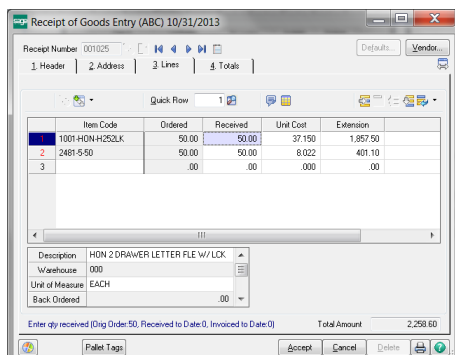 Receipt of Goods Entry (ABC) 10/31/2013
Receipt Number 001025 Defaults... Vendor...
1. Header 2. Address 3. Lines 4. Totals
Quick Row 1
Item Code Ordered Received Unit Cost Extension
1 1001-HON-H252LK 50.00 50.00 37.150 1,857.50
2 2481-5-50 50.00 50.00 8.022 401.10
3 .00 .00 .000 .00
Description HON 2 DRAWER LETTER FLE W/ LCK
Warehouse 000
Unit of Measure EACH
Back Ordered .00
Enter qty received (Orig Order:50, Received to Date:0, Invoiced to Date:0) Total Amount 2,258.60
Pallet Tags Accept Cancel Delete